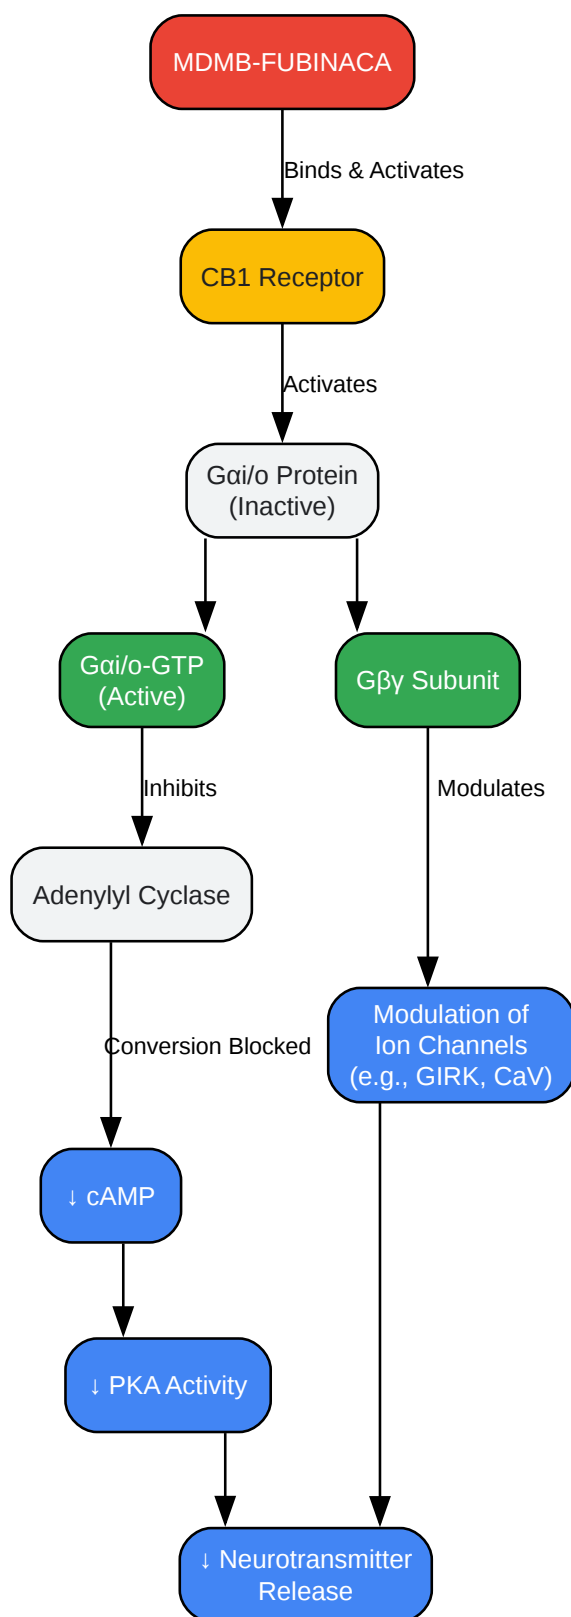 MDMB-FUBINACA
Binds & Activates
CB1 Receptor
Activates
Gαi/o Protein
(Inactive)
Gαi/o-GTP
(Active)
Gβγ Subunit
Inhibits
Modulates
Adenylyl Cyclase
Modulation of
Ion Channels
(e.g., GIRK, CaV)
Conversion Blocked
↓ cAMP
↓ PKA Activity
↓ Neurotransmitter
Release